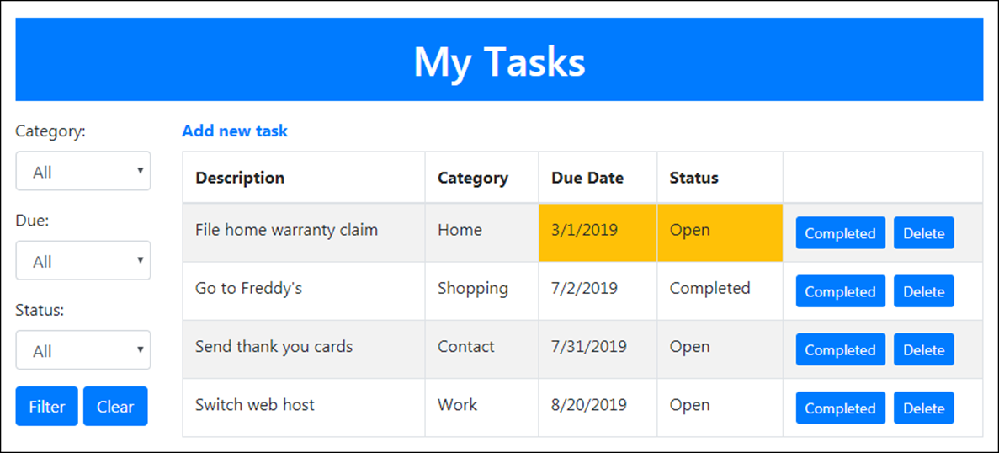 My Tasks
Category:
All
Due:
All
Status:
All
Filter Clear
Add new task
Description Category Due Date Status
File home warranty claim Home 3/1/2019 Open Completed Delete
Go to Freddy's Shopping 7/2/2019 Completed Completed Delete
Send thank you cards Contact 7/31/2019 Open Completed Delete
Switch web host Work 8/20/2019 Open Completed Delete